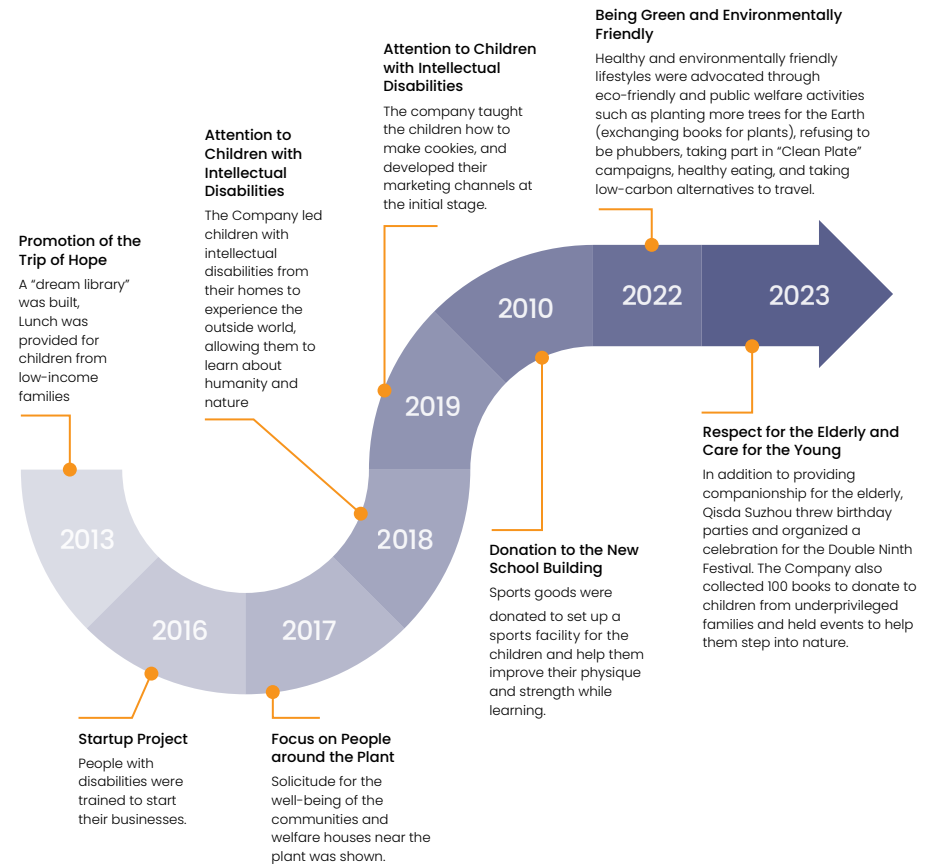 Promotion of the
Trip of Hope
A “dream library”
was built,
Lunch was
provided for
children from
low-income
families
2013
2016
Startup Project
People with
disabilities were
trained to start
their businesses.
2017
Focus on People
around the Plant
Solicitude for the
well-being of the
communities and
welfare houses near the
plant was shown.
Attention to
Children with
Intellectual
Disabilities
The Company led
children with
intellectual
disabilities from
their homes to
experience the
outside world,
allowing them to
learn about
humanity and
nature
2018
Attention to Children
with Intellectual
Disabilities
The company taught
the children how to
make cookies, and
developed their
marketing channels at
the initial stage.
2019
2010
Donation to the New
School Building
Sports goods were
donated to set up a
sports facility for the
children and help them
improve their physique
and strength while
learning.
Being Green and Environmentally
Friendly
Healthy and environmentally friendly
lifestyles were advocated through
eco-friendly and public welfare activities
such as planting more trees for the Earth
(exchanging books for plants), refusing to
be phubbers, taking part in “Clean Plate”
campaigns, healthy eating, and taking
low-carbon alternatives to travel.
2022
2023
Respect for the Elderly and
Care for the Young
In addition to providing
companionship for the elderly,
Qisda Suzhou threw birthday
parties and organized a
celebration for the Double Ninth
Festival. The Company also
collected 100 books to donate to
children from underprivileged
families and held events to help
them step into nature.